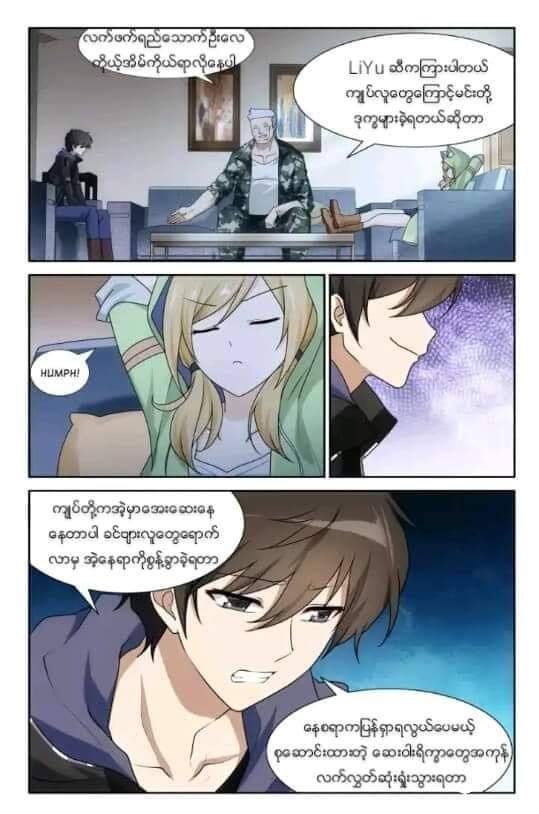 လက်ဖက်ရည်သောက်ဦးလေ
ကိုယ့်အိမ်ကိုယ်ရာလိုနေပါ့
LiYu ဆီကကြားပါတယ်
ကျုပ်လူတွေကြောင့်မင်းတို့
ဒုက္ခများခဲ့ရတယ်ဆိုတာ
HUMPH!
ကျုပ်တို့ကအဲ့မှာအေးဆေးနေ
နေတာပါ ခင်ဗျားလူတွေရောက်
လာမှ အဲ့နေရာကိုစွန့်ခွာခဲ့ရတာ
နေစရာကပြန်ရှာရလွယ်ပေမယ့်
စုဆောင်းထားတဲ့ ဆေးဝါးရိက္ခာတွေအကုန်
လက်လွှတ်ဆုံးရှုံးသွားရတာ